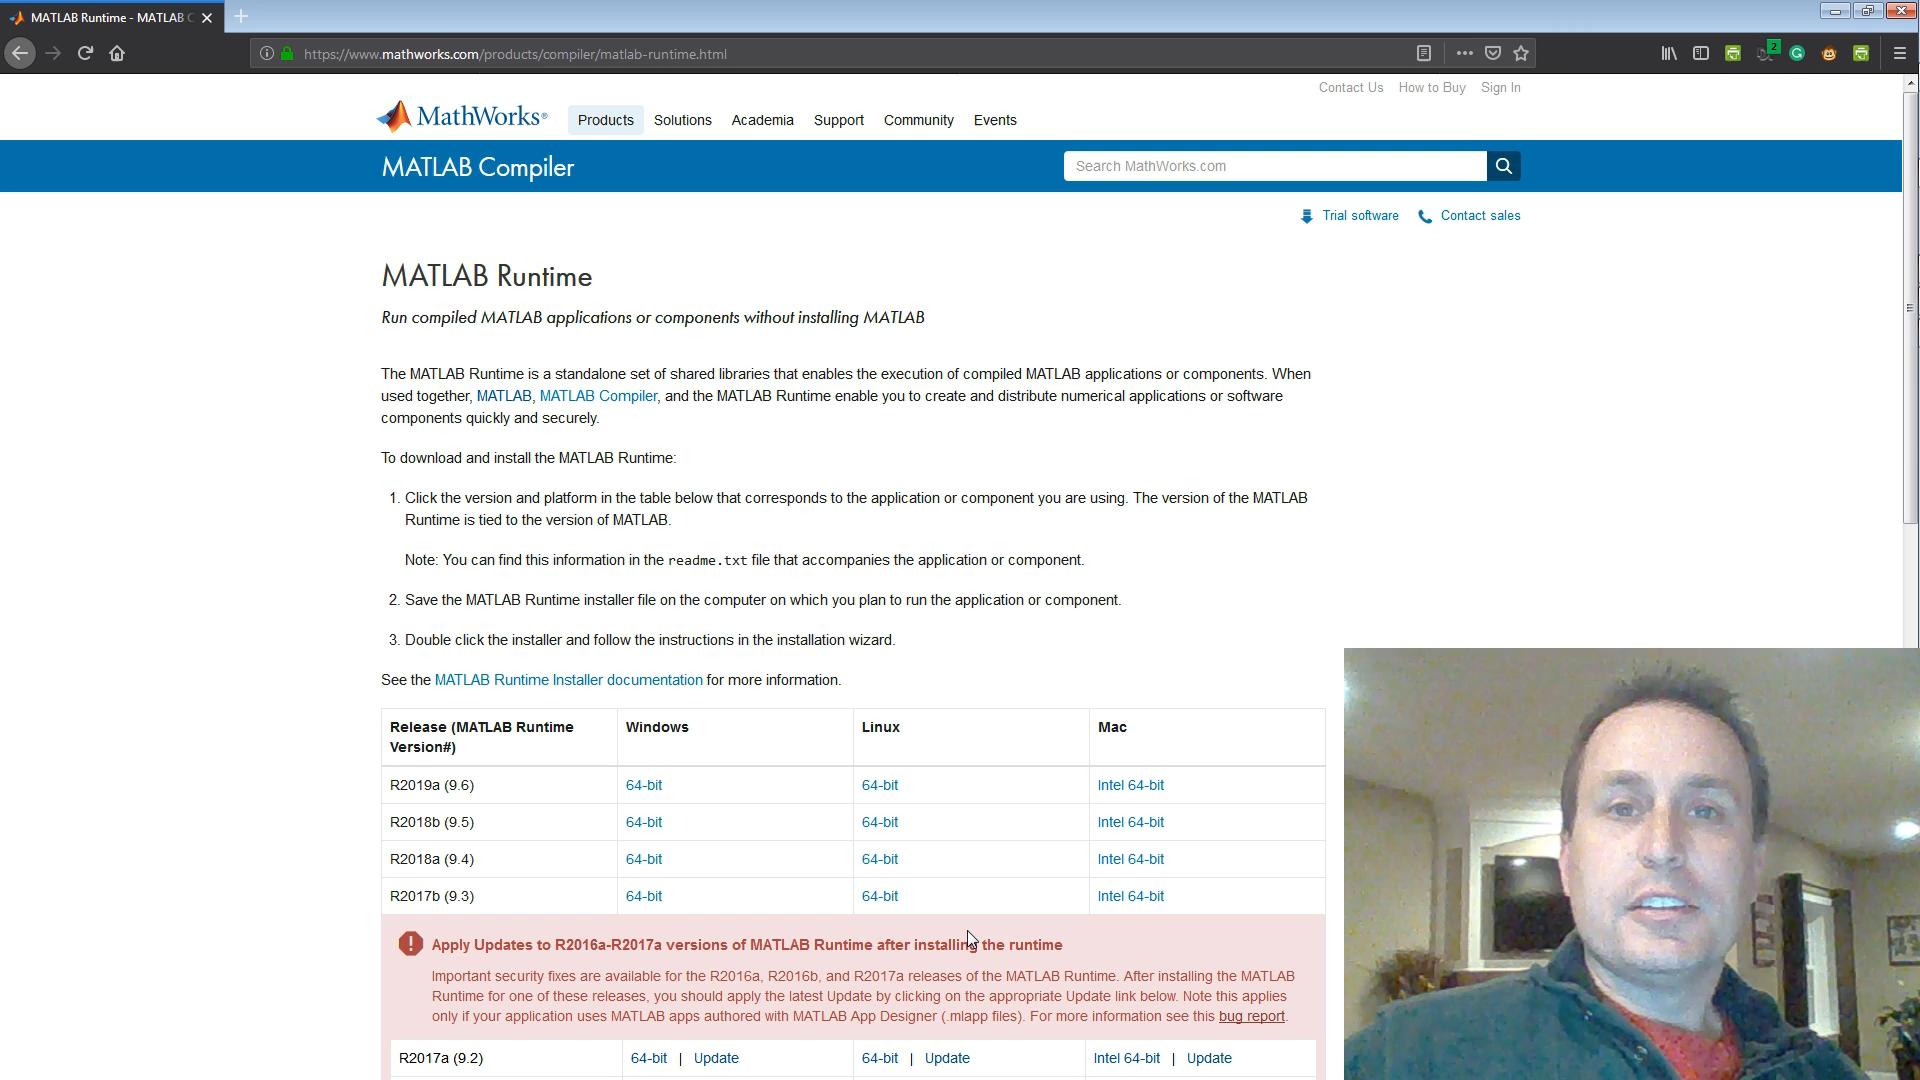 MATLAB Runtime - MATLAB C
https://www.mathworks.com/products/compiler/matlab-runtime.html
2
Contact Us How to Buy Sign In
MathWorks®
Products Solutions Academia Support Community Events
MATLAB Compiler
Search MathWorks.com
Trial software Contact sales
MATLAB Runtime
Run compiled MATLAB applications or components without installing MATLAB
The MATLAB Runtime is a standalone set of shared libraries that enables the execution of compiled MATLAB applications or components. When
used together, MATLAB, MATLAB Compiler, and the MATLAB Runtime enable you to create and distribute numerical applications or software
components quickly and securely.
To download and install the MATLAB Runtime:
1. Click the version and platform in the table below that corresponds to the application or component you are using. The version of the MATLAB
Runtime is tied to the version of MATLAB.
Note: You can find this information in the readme.txt file that accompanies the application or component.
2. Save the MATLAB Runtime installer file on the computer on which you plan to run the application or component.
3. Double click the installer and follow the instructions in the installation wizard.
See the MATLAB Runtime Installer documentation for more information.
Release (MATLAB Runtime Version#) Windows Linux Mac
R2019a (9.6) 64-bit 64-bit Intel 64-bit
R2018b (9.5) 64-bit 64-bit Intel 64-bit
R2018a (9.4) 64-bit 64-bit Intel 64-bit
R2017b (9.3) 64-bit 64-bit Intel 64-bit
Apply Updates to R2016a-R2017a versions of MATLAB Runtime after installing the runtime
Important security fixes are available for the R2016a, R2016b, and R2017a releases of the MATLAB Runtime. After installing the MATLAB
Runtime for one of these releases, you should apply the latest Update by clicking on the appropriate Update link below. Note this applies
only if your application uses MATLAB apps authored with MATLAB App Designer (.mlapp files). For more information see this bug report.
R2017a (9.2) 64-bit | Update 64-bit | Update Intel 64-bit | Update